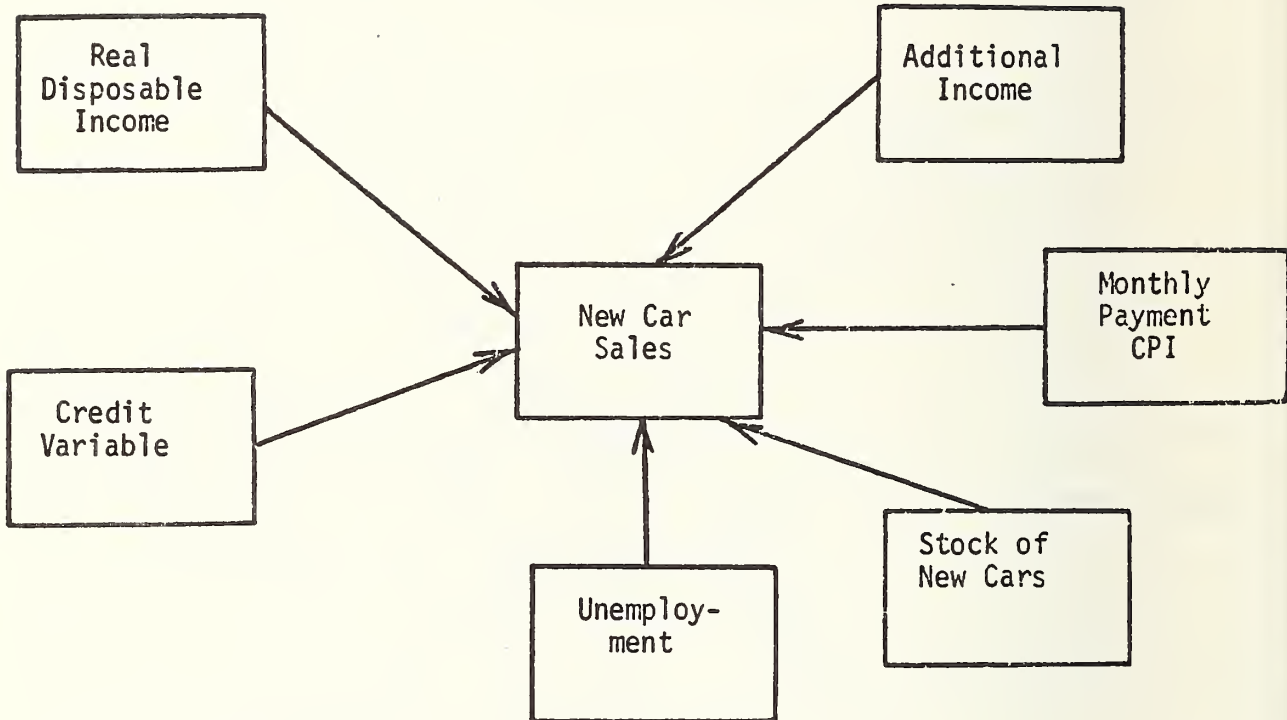 Real
Disposable
Income
Additional
Income
New Car
Sales
Monthly
Payment
CPI
Credit
Variable
Unemploy-
ment
Stock of
New Cars